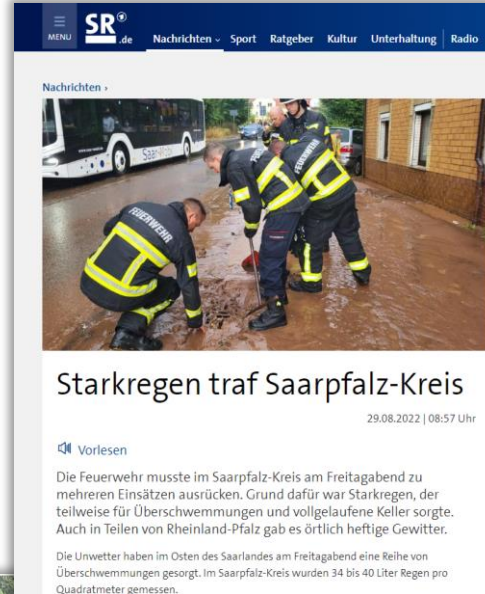 SR®
.de
MENU
Nachrichten Sport Ratgeber Kultur Unterhaltung Radio
Nachrichten ›
FEUERWEHR
FEUERWEHR
Starkregen traf Saarpfalz-Kreis
29.08.2022 | 08:57 Uhr
Vorlesen
Die Feuerwehr musste im Saarpfalz-Kreis am Freitagabend zu
mehreren Einsätzen ausrücken. Grund dafür war Starkregen, der
teilweise für Überschwemmungen und vollgelaufene Keller sorgte.
Auch in Teilen von Rheinland-Pfalz gab es örtlich heftige Gewitter.
Die Unwetter haben im Osten des Saarlandes am Freitagabend eine Reihe von
Überschwemmungen gesorgt. Im Saarpfalz-Kreis wurden 34 bis 40 Liter Regen pro
Quadratmeter gemessen.